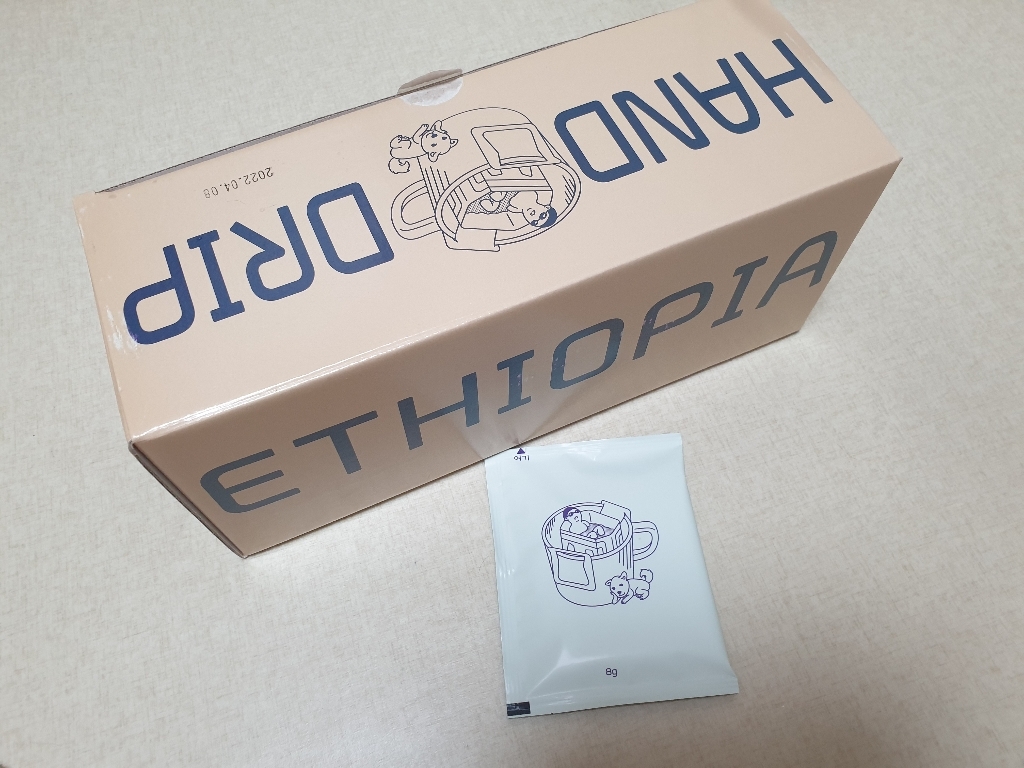 HAND DRIP
2022.04.08
ETHIOPIA
8g